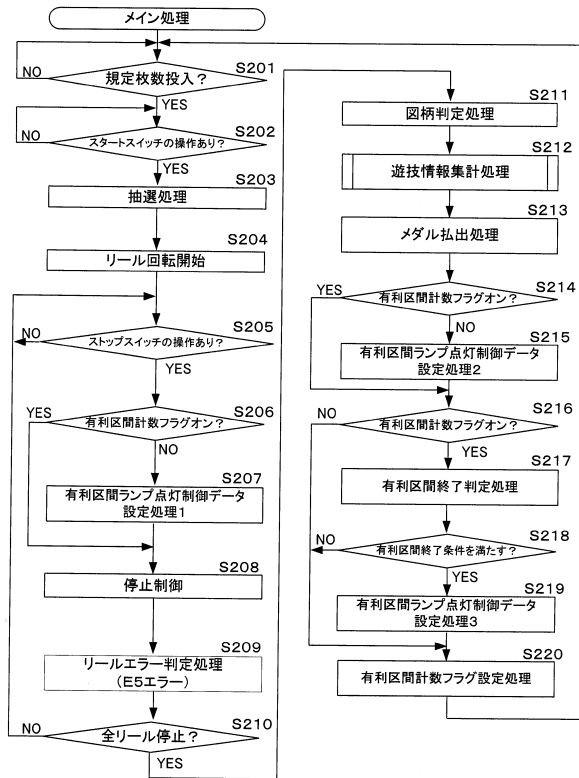 メイン処理
S201
規定枚数投入?
NO
YES
S202
スタートスイッチの操作あり?
NO
YES
S203
抽選処理
S204
リール回転開始
S205
ストップスイッチの操作あり?
NO
YES
S206
有利区間計数フラグオン?
YES
NO
S207
有利区間ランプ点灯制御データ
設定処理1
S208
停止制御
S209
リールエラー判定処理
(E5エラー)
S210
全リール停止?
NO
YES
S211
図柄判定処理
S212
遊技情報集計処理
S213
メダル払出処理
S214
有利区間計数フラグオン?
YES
NO
S215
有利区間ランプ点灯制御データ
設定処理2
S216
有利区間計数フラグオン?
NO
YES
S217
有利区間終了判定処理
S218
有利区間終了条件を満たす?
NO
YES
S219
有利区間ランプ点灯制御データ
設定処理3
S220
有利区間計数フラグ設定処理